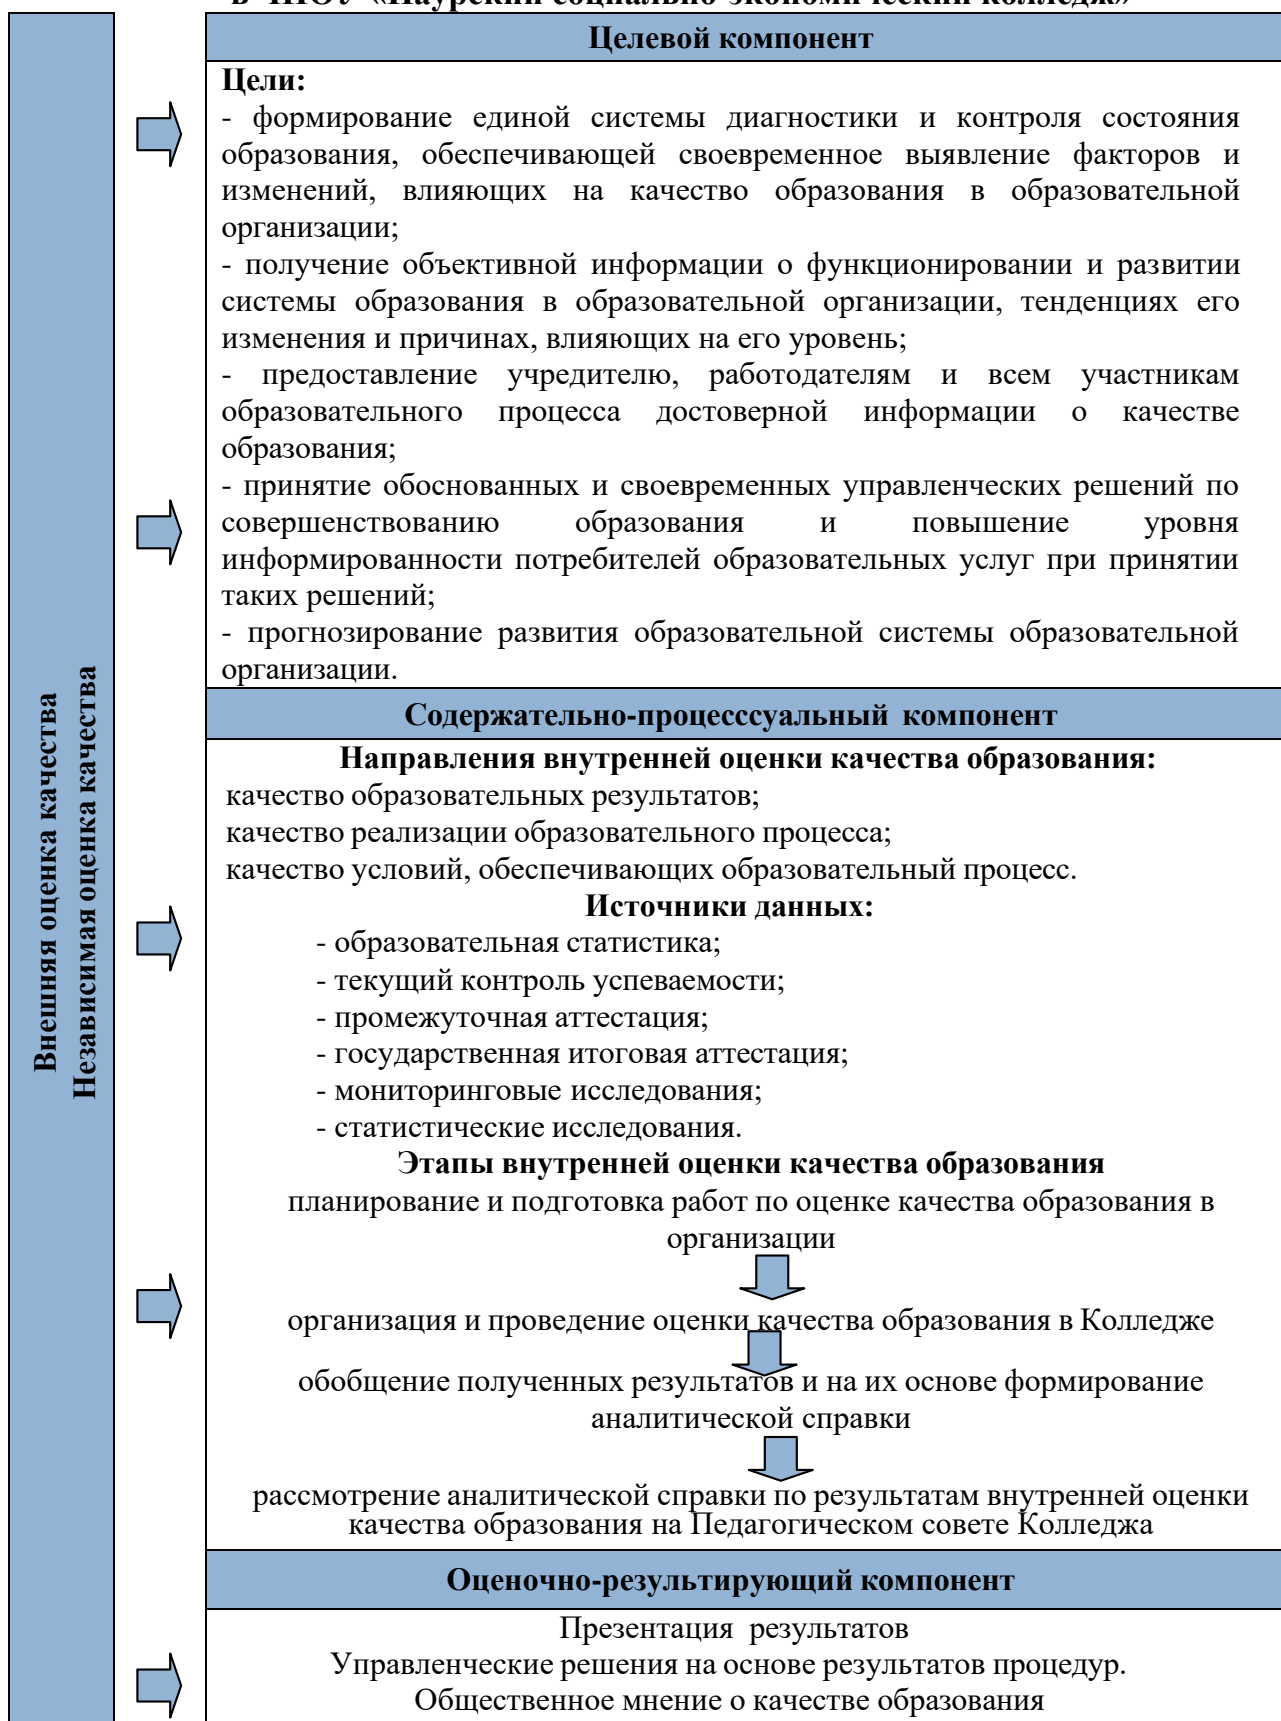 в ПОУ «Наурский социально-экономический колледж»
Целевой компонент
Цели:
- формирование единой системы диагностики и контроля состояния
образования, обеспечивающей своевременное выявление факторов и
изменений, влияющих на качество образования в образовательной
организации;
- получение объективной информации о функционировании и развитии
системы образования в образовательной организации, тенденциях его
изменения и причинах, влияющих на его уровень;
- предоставление учредителю, работодателям и всем участникам
образовательного процесса достоверной информации о качестве
образования;
- принятие обоснованных и своевременных управленческих решений по
совершенствованию образования и повышение уровня
информированности потребителей образовательных услуг при принятии
таких решений;
- прогнозирование развития образовательной системы образовательной
организации.
Внешняя оценка качества
Независимая оценка качества
Содержательно-процесссуальный компонент
Направления внутренней оценки качества образования:
качество образовательных результатов;
качество реализации образовательного процесса;
качество условий, обеспечивающих образовательный процесс.
Источники данных:
- образовательная статистика;
- текущий контроль успеваемости;
- промежуточная аттестация;
- государственная итоговая аттестация;
- мониторинговые исследования;
- статистические исследования.
Этапы внутренней оценки качества образования
планирование и подготовка работ по оценке качества образования в
организации
организация и проведение оценки качества образования в Колледже
обобщение полученных результатов и на их основе формирование
аналитической справки
рассмотрение аналитической справки по результатам внутренней оценки
качества образования на Педагогическом совете Колледжа
Оценочно-результирующий компонент
Презентация результатов
Управленческие решения на основе результатов процедур.
Общественное мнение о качестве образования